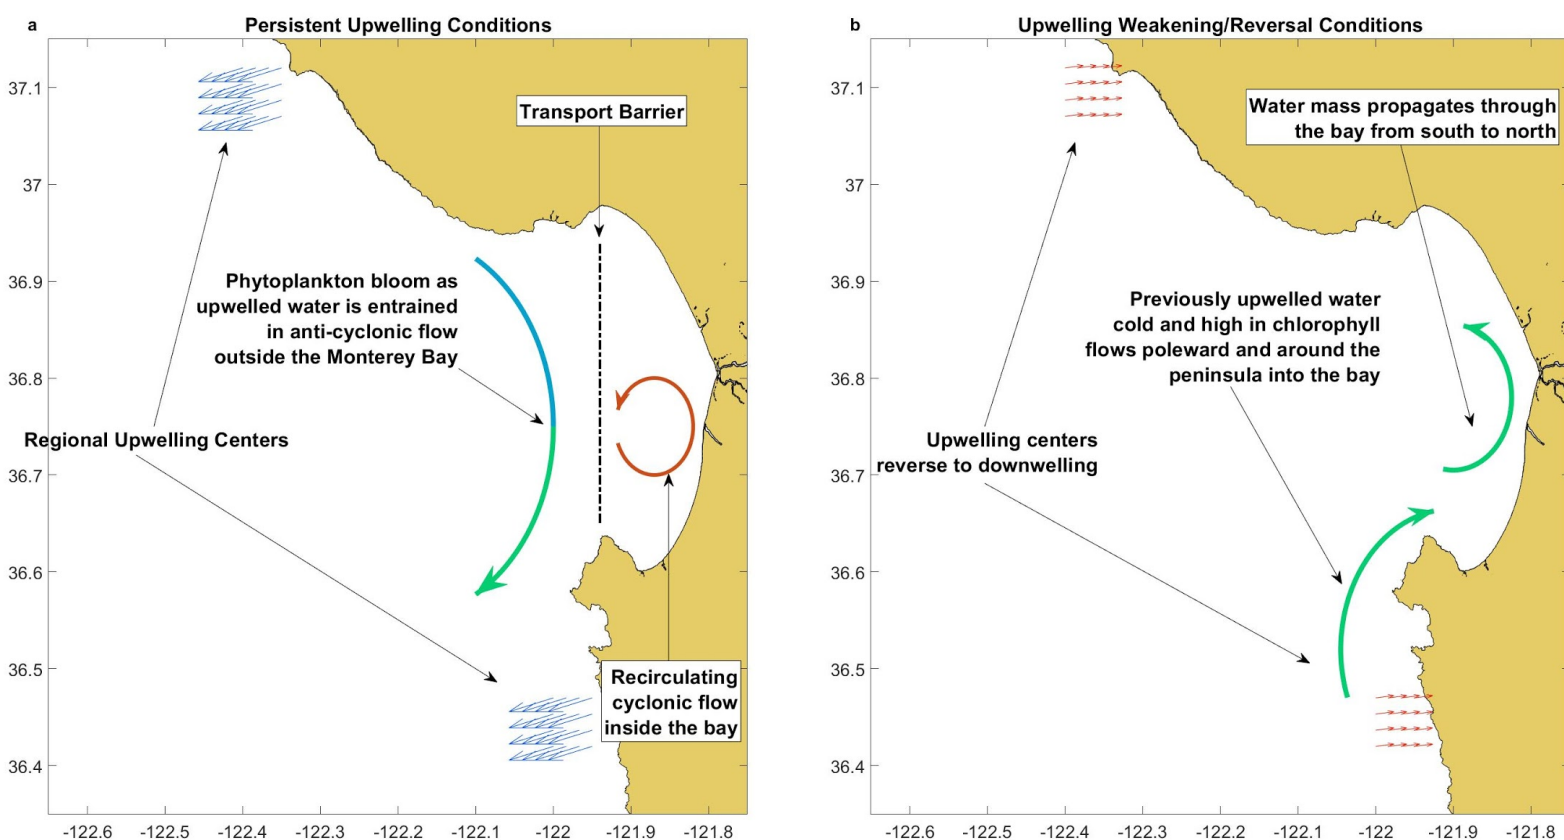 a
Persistent Upwelling Conditions
37.1
37
36.9
36.8
36.7
36.6
36.5
36.4
-122.6
-122.5
-122.4
-122.3
-122.2
-122.1
-122
-121.9
-121.8
Transport Barrier
Phytoplankton bloom as
upwelled water is entrained
in anti-cyclonic flow
outside the Monterey Bay
Regional Upwelling Centers
Recirculating
cyclonic flow
inside the bay
b
Upwelling Weakening/Reversal Conditions
37.1
37
36.9
36.8
36.7
36.6
36.5
36.4
-122.6
-122.5
-122.4
-122.3
-122.2
-122.1
-122
-121.9
-121.8
Water mass propagates through
the bay from south to north
Previously upwelled water
cold and high in chlorophyll
flows poleward and around the
peninsula into the bay
Upwelling centers
reverse to downwelling